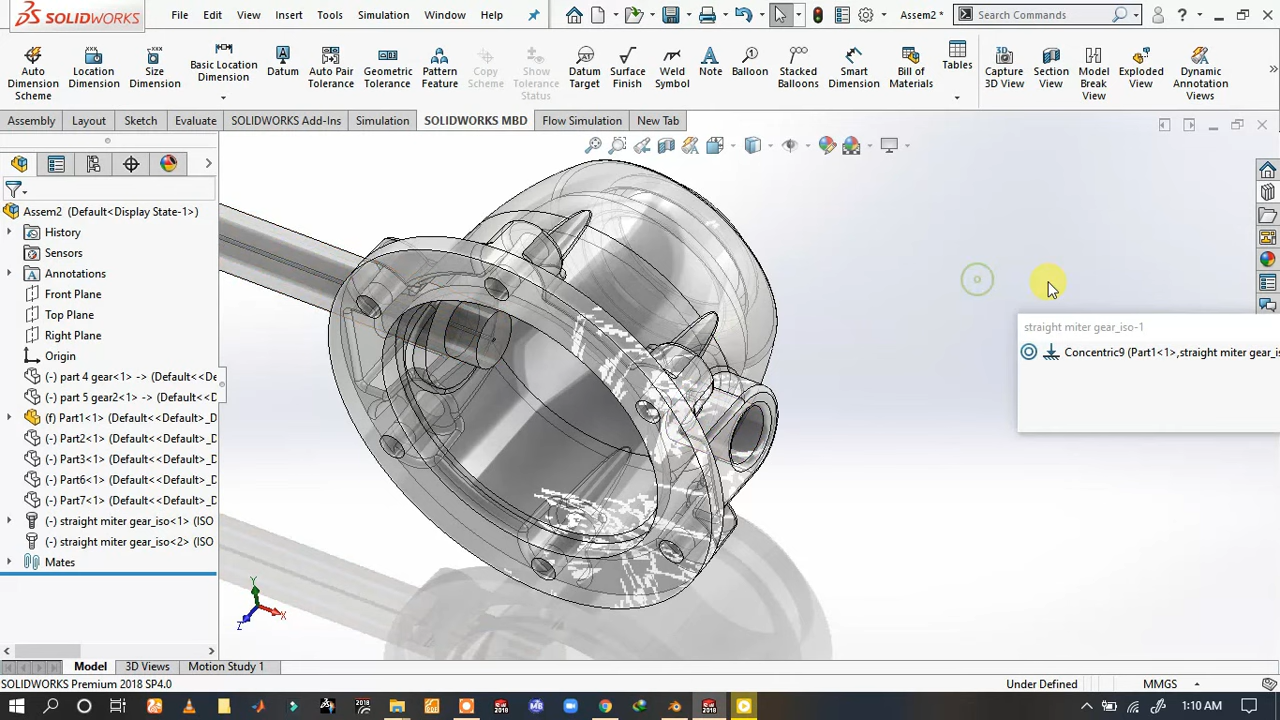 SOLIDWORKS File Edit View Insert Tools Simulation Window Help Assem2 * Search Commands ?
Auto Dimension Scheme Location Dimension Size Dimension Basic Location Dimension Datum Auto Pair Tolerance Geometric Tolerance Pattern Feature Copy Scheme Show Tolerance Status Datum Target Surface Finish Weld Symbol Note Balloon Stacked Balloons Smart Dimension Bill of Materials Tables Capture 3D View Section View Model Break View Exploded View Dynamic Annotation Views
Assembly Layout Sketch Evaluate SOLIDWORKS Add-Ins Simulation SOLIDWORKS MBD Flow Simulation New Tab
Assem2 (Default<Display State-1>)
History
Sensors
Annotations
Front Plane
Top Plane
Right Plane
Origin
(-) part 4 gear<1> -> (Default<<De
(-) part 5 gear2<1> -> (Default<<D
(f) Part1<1> (Default<<Default>_D
(-) Part2<1> (Default<<Default>_D
(-) Part3<1> (Default<<Default>_D
(-) Part6<1> (Default<<Default>_D
(-) Part7<1> (Default<<Default>_D
(-) straight miter gear_iso<1> (ISO
(-) straight miter gear_iso<2> (ISO
Mates
straight miter gear_iso-1
Concentric9 (Part1<1>,straight miter gear_is
Y
X
Z
Model 3D Views Motion Study 1
SOLIDWORKS Premium 2018 SP4.0 Under Defined MMGS
1:10 AM